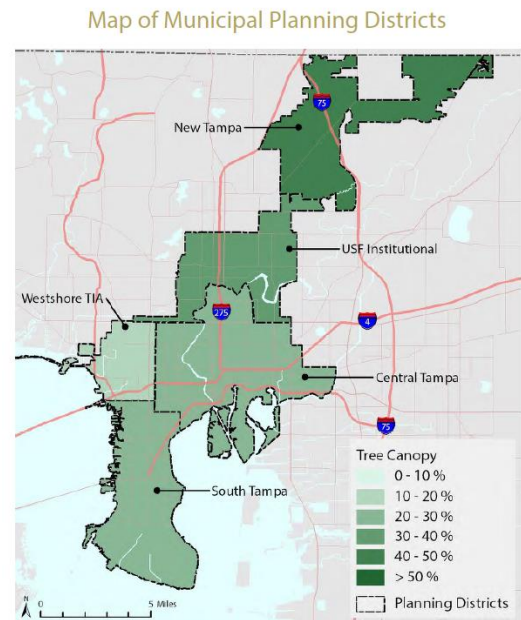 Map of Municipal Planning Districts
75
New Tampa
USF Institutional
Westshore TIA
275
4
Central Tampa
75
South Tampa
Tree Canopy
0 - 10 %
10 - 20 %
20 - 30 %
30 - 40 %
40 - 50 %
> 50 %
Planning Districts
N
0 5 Miles